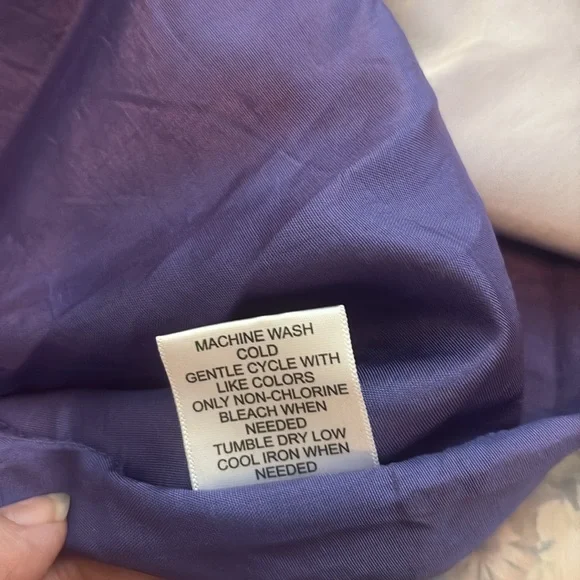 MACHINE WASH
COLD
GENTLE CYCLE WITH
LIKE COLORS
ONLY NON-CHLORINE
BLEACH WHEN
NEEDED
TUMBLE DRY LOW
COOL IRON WHEN
NEEDED